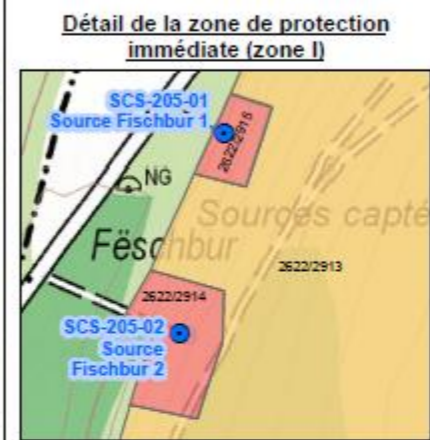 Détail de la zone de protection
immédiate (zone I)
SCS-205-01
Source Fischbur 1
2622/2915
NG
Sources capté
Fëschbur
2622/2913
2622/2914
SCS-205-02
Source
Fischbur 2